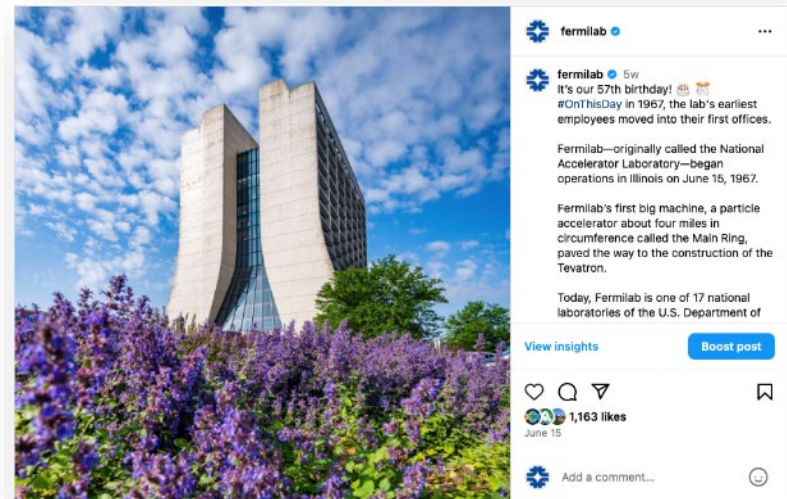 fermilab
fermilab 5w
It's our 57th birthday!
#OnThisDay in 1967, the lab's earliest
employees moved into their first offices.
Fermilab—originally called the National
Accelerator Laboratory—began
operations in Illinois on June 15, 1967.
Fermilab's first big machine, a particle
accelerator about four miles in
circumference called the Main Ring,
paved the way to the construction of the
Tevatron.
Today, Fermilab is one of 17 national
laboratories of the U.S. Department of
View insights
Boost post
1,163 likes
June 15
Add a comment...